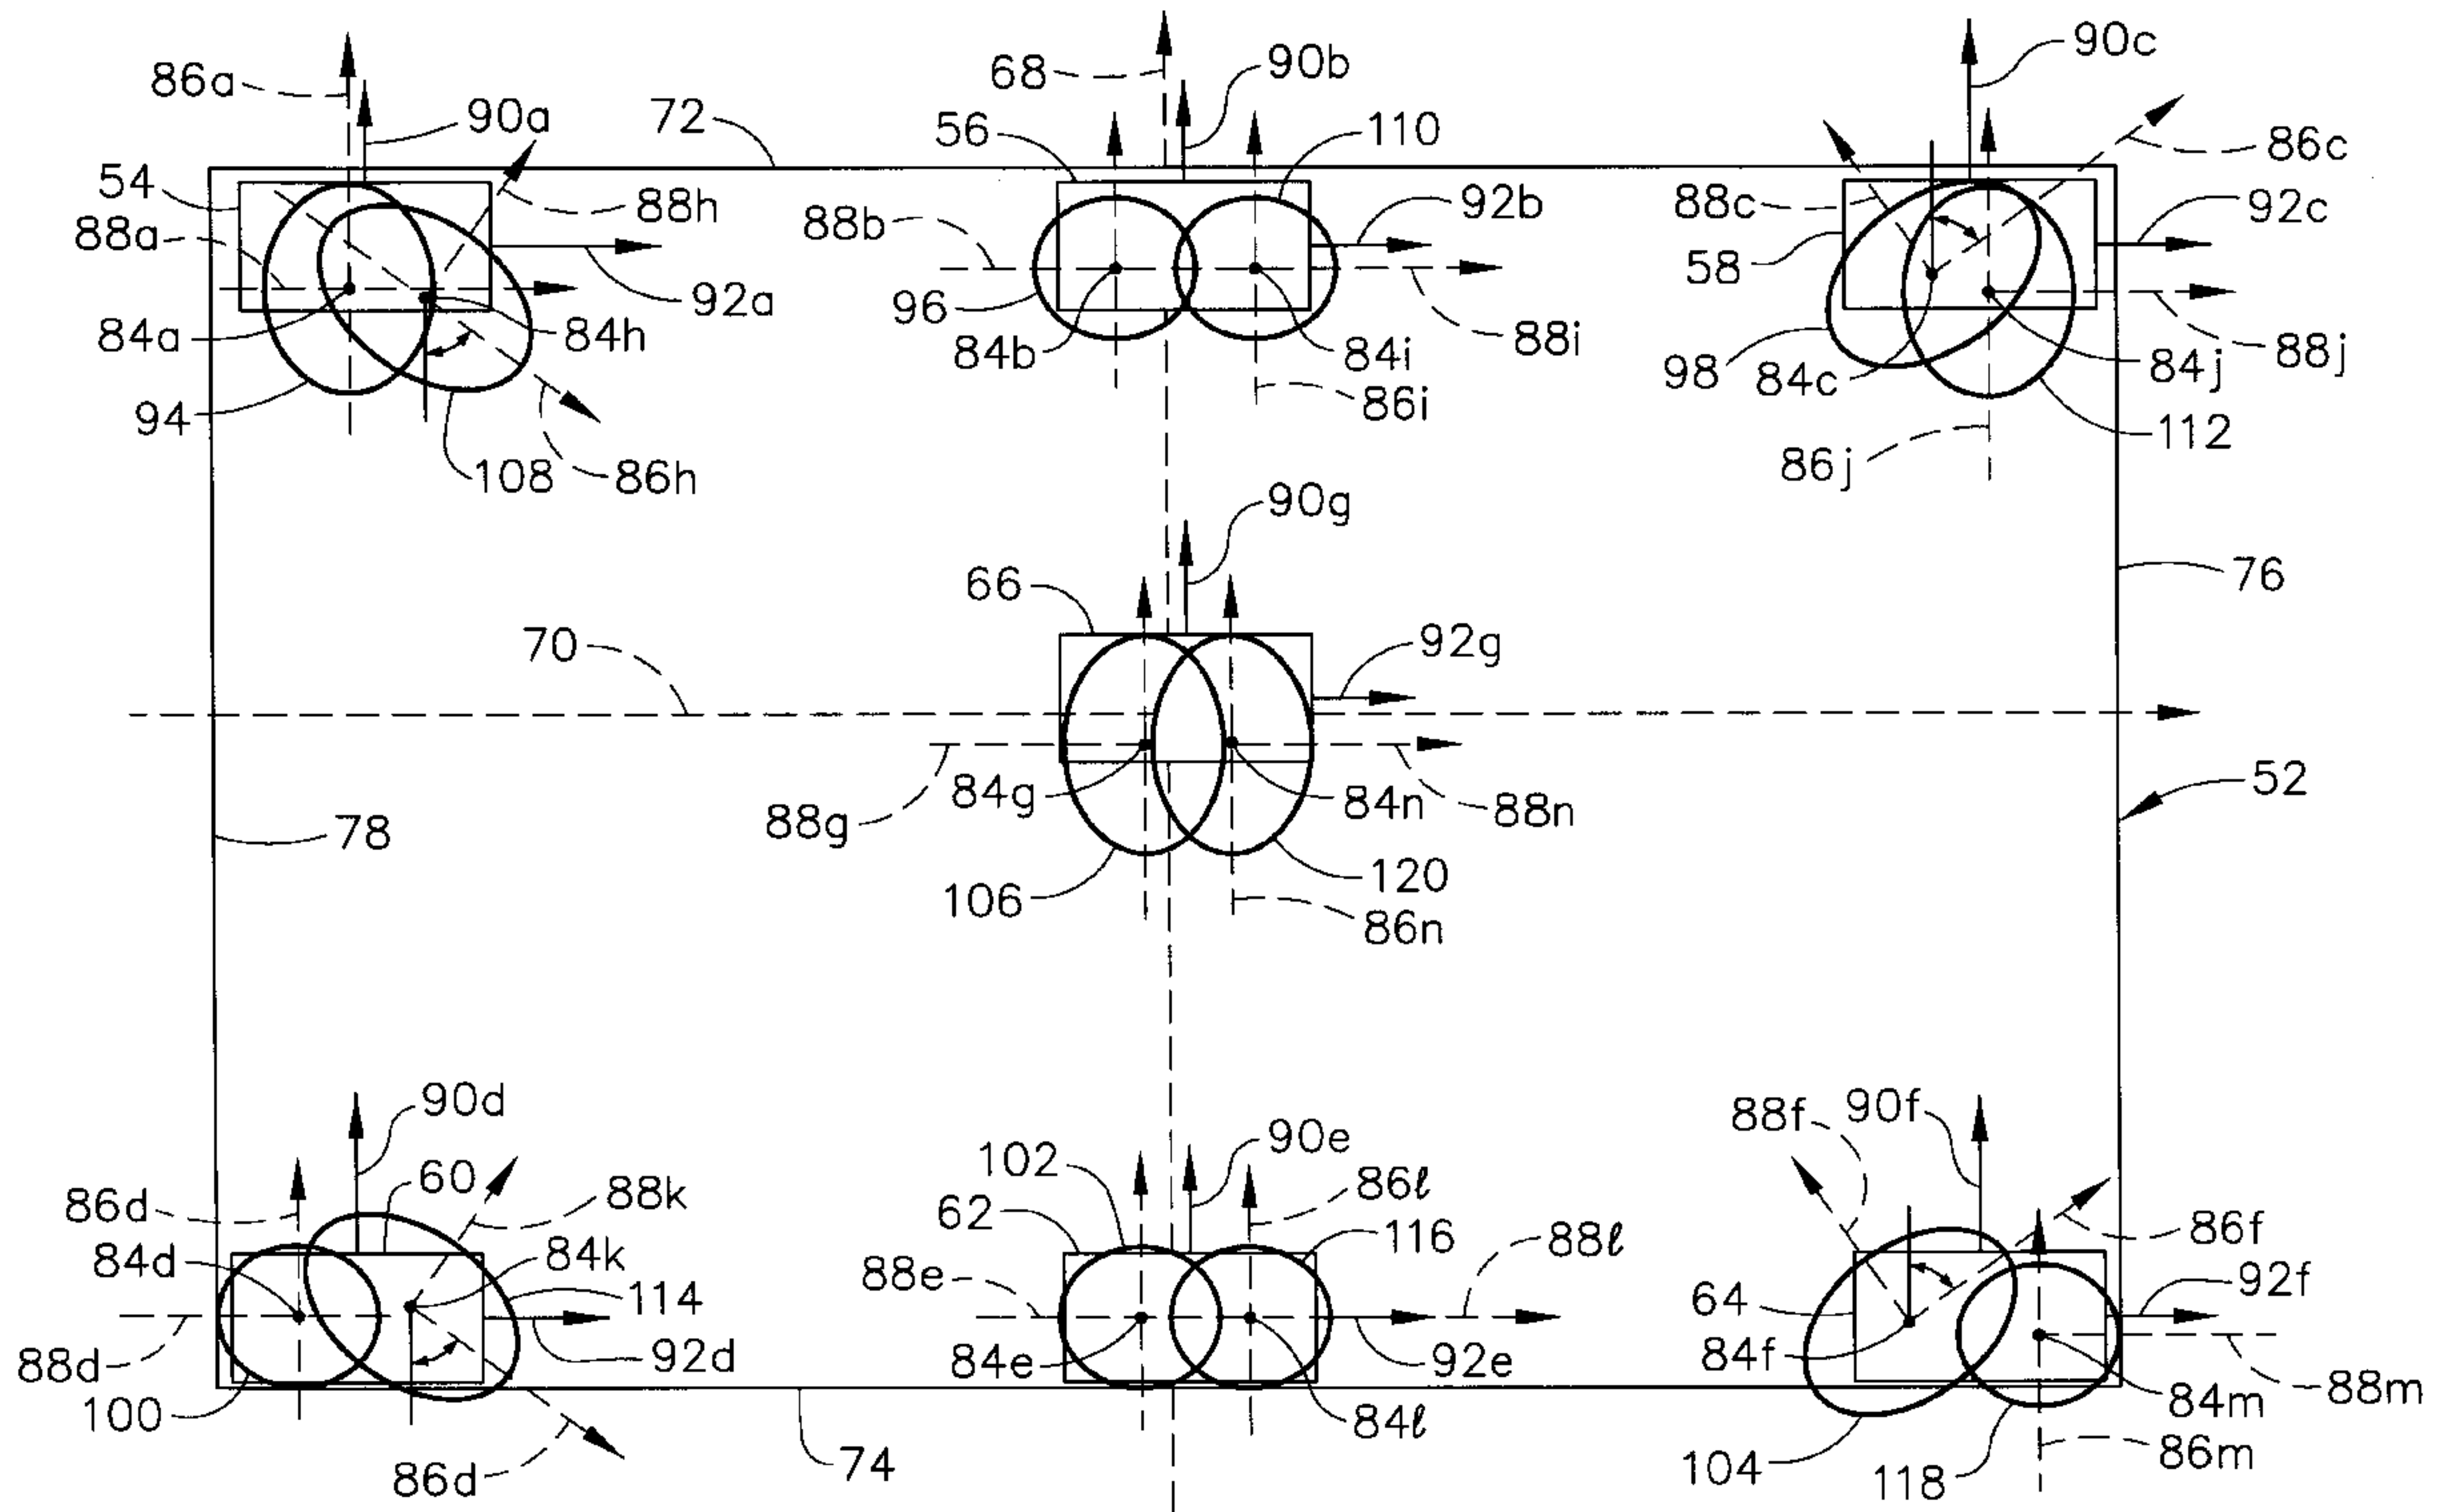 86a 68 90b 90c
90a 72 56 110 86c
54 88h 88b 92b 88c 92c
88a 92a 96 58
84a 84h 84b 84i 88i 98 84c 84j 88j
94 86i 112
108 86h 86j
90g
66 76
70 92g
52
88g 84g 84n 88n
78
106 120
86n
90d 90e 88f 90f
86d 60 88k 102 86ℓ 86f
84d 84k 62 116 88ℓ
114 88e 64 92f
88d 92d 84e 92e 84f 88m
100 84ℓ 84m
86d 74 104 118 86m